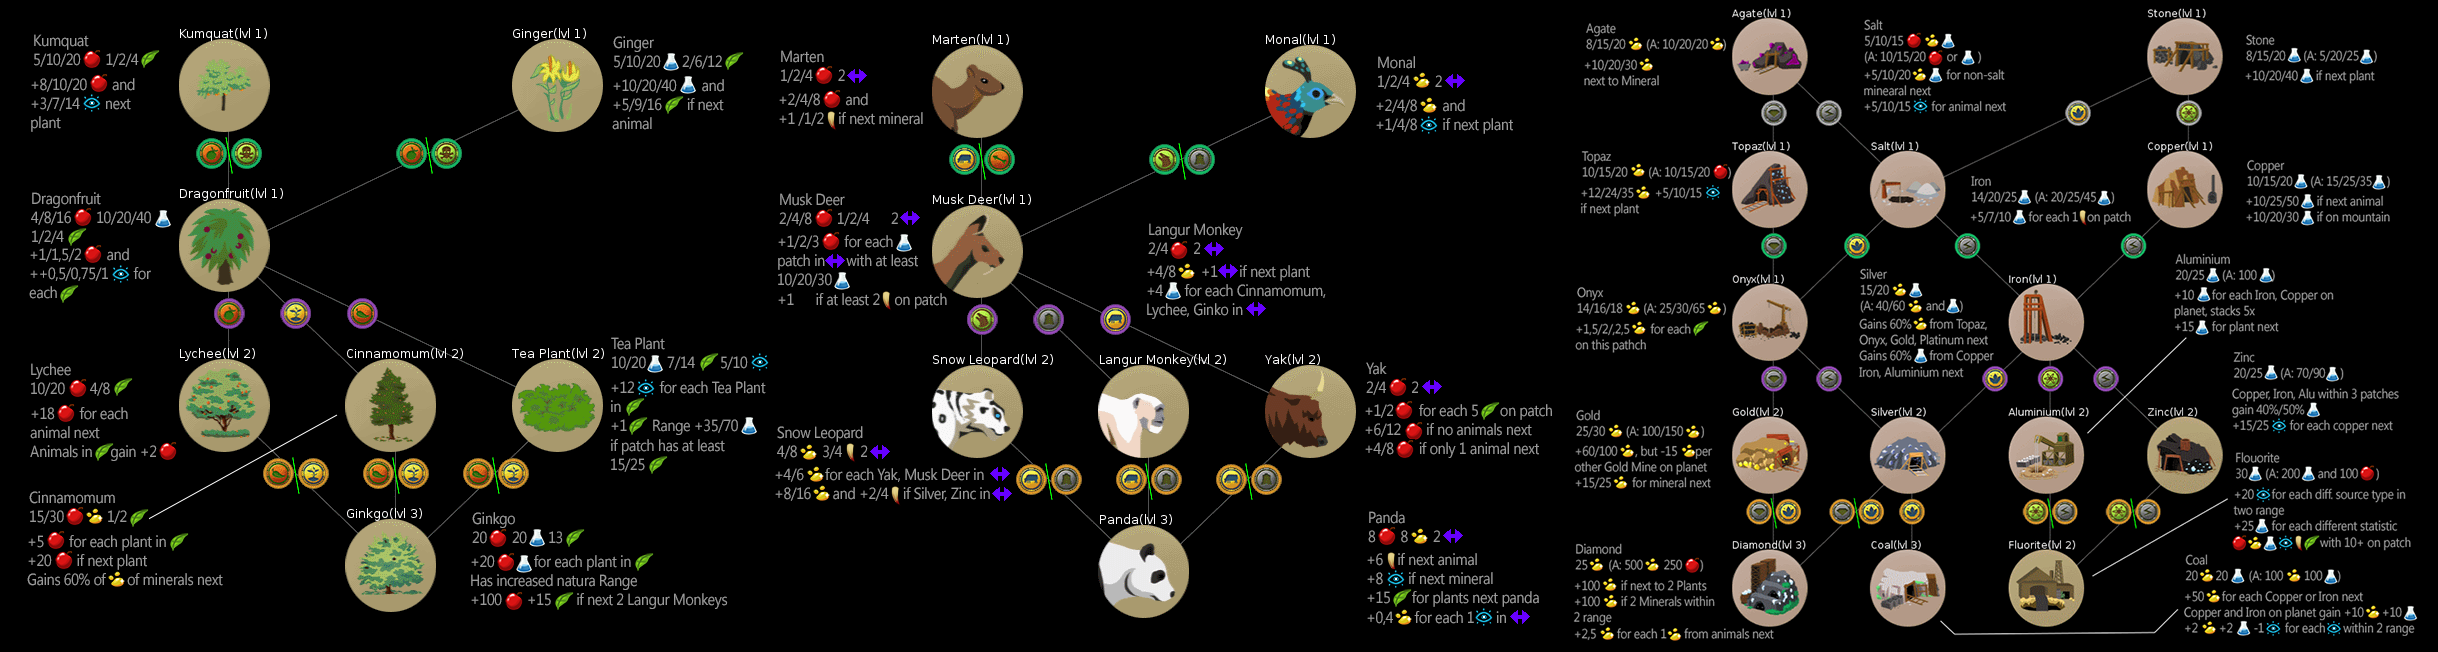 Kumquat(lvl 1)
Kumquat
5/10/20 1/2/4
+8/10/20 and
+3/7/14 next
plant
Ginger(lvl 1)
Ginger
5/10/20 2/6/12
+10/20/40 and
+5/9/16 if next
animal
Dragonfruit(lvl 1)
Dragonfruit
4/8/16 10/20/40
1/2/4
+1/1,5/2 and
++0,5/0,75/1 for
each
Lychee(lvl 2)
Lychee
10/20 4/8
+18 for each
animal next
Animals in gain +2
Cinnamomum(lvl 2)
Tea Plant(lvl 2)
Tea Plant
10/20 7/14 5/10
+12 for each Tea Plant
in
+1 Range +35/70
if patch has at least
15/25
Cinnamomum
15/30 1/2
+5 for each plant in
+20 if next plant
Gains 60% of of minerals next
Ginkgo(lvl 3)
Ginkgo
20 20 13
+20 for each plant in
Has increased natura Range
+100 +15 if next 2 Langur Monkeys
Marten(lvl 1)
Marten
1/2/4 2
+2/4/8 and
+1 /1/2 if next mineral
Monal(lvl 1)
Monal
1/2/4 2
+2/4/8 and
+1/4/8 if next plant
Musk Deer(lvl 1)
Musk Deer
2/4/8 1/2/4 2
+1/2/3 for each
patch in with at least
10/20/30
+1 if at least 2 on patch
Langur Monkey
2/4 2
+4/8 +1 if next plant
+4 for each Cinnamomum,
Lychee, Ginko in
Snow Leopard(lvl 2)
Langur Monkey(lvl 2)
Yak(lvl 2)
Yak
2/4 2
+1/2 for each 5 on patch
+6/12 if no animals next
+4/8 if only 1 animal next
Snow Leopard
4/8 3/4 2
+4/6 for each Yak, Musk Deer in
+8/16 and +2/4 if Silver, Zinc in
Panda(lvl 3)
Panda
8 8 2
+6 if next animal
+8 if next mineral
+15 for plants next panda
+0,4 for each 1 in
Agate(lvl 1)
Agate
8/15/20 (A: 10/20/20 )
+10/20/30
next to Mineral
Salt
5/10/15
(A: 10/15/20 or )
+5/10/20 for non-salt
minearal next
+5/10/15 for animal next
Stone(lvl 1)
Stone
8/15/20 (A: 5/20/25 )
+10/20/40 if next plant
Topaz(lvl 1)
Topaz
10/15/20 (A: 10/15/20 )
+12/24/35 +5/10/15
if next plant
Salt(lvl 1)
Iron
14/20/25 (A: 20/25/45 )
+5/7/10 for each 1 on patch
Copper(lvl 1)
Copper
10/15/20 (A: 15/25/35 )
+10/25/50 if next animal
+10/20/30 if on mountain
Onyx(lvl 1)
Onyx
14/16/18 (A: 25/30/65 )
+1,5/2/,2,5 for each
on this pathch
Silver
15/20
(A: 40/60 and )
Gains 60% from Topaz,
Onyx, Gold, Platinum next
Gains 60% from Copper
Iron, Aluminium next
Iron(lvl 1)
Aluminium
20/25 (A: 100 )
+10 for each Iron, Copper on
planet, stacks 5x
+15 for plant next
Zinc
20/25 (A: 70/90 )
Copper, Iron, Alu within 3 patches
gain 40%/50%
+15/25 for each copper next
Gold(lvl 2)
Gold
25/30 (A: 100/150 )
+60/100 , but -15 per
other Gold Mine on planet
+15/25 for mineral next
Silver(lvl 2)
Aluminium(lvl 2)
Zinc(lvl 2)
Flouorite
30 (A: 200 and 100 )
+20 for each diff. source type in
two range
+25 for each different statistic
with 10+ on patch
Diamond(lvl 3)
Diamond
25 (A: 500 250 )
+100 if next to 2 Plants
+100 if 2 Minerals within
2 range
+2,5 for each 1 from animals next
Coal(lvl 3)
Fluorite(lvl 2)
Coal
20 20 (A: 100 100 )
+50 for each Copper or Iron next
Copper and Iron on planet gain +10 +10
+2 +2 -1 for each within 2 range